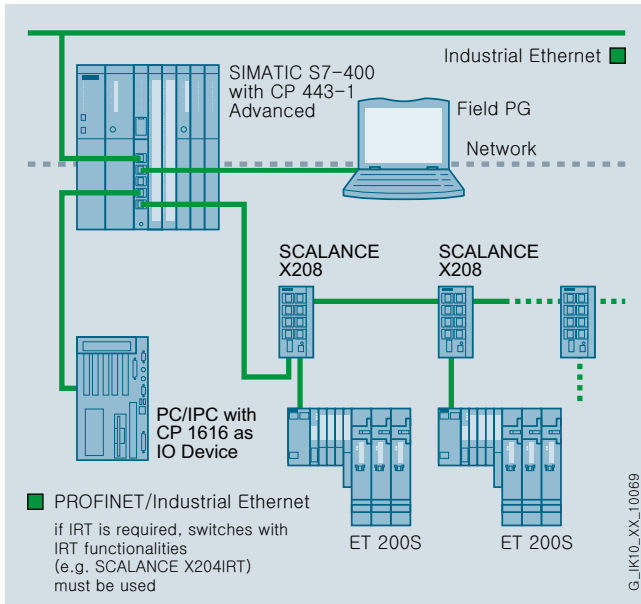 Industrial Ethernet
SIMATIC S7-400
with CP 443-1
Advanced
Field PG
Network
SCALANCE
X208
SCALANCE
X208
PC/IPC with
CP 1616 as
IO Device
PROFINET/Industrial Ethernet
if IRT is required, switches with
IRT functionalities
(e.g. SCALANCE X204IRT)
must be used
ET 200S
ET 200S
G_IK10_XX_10069